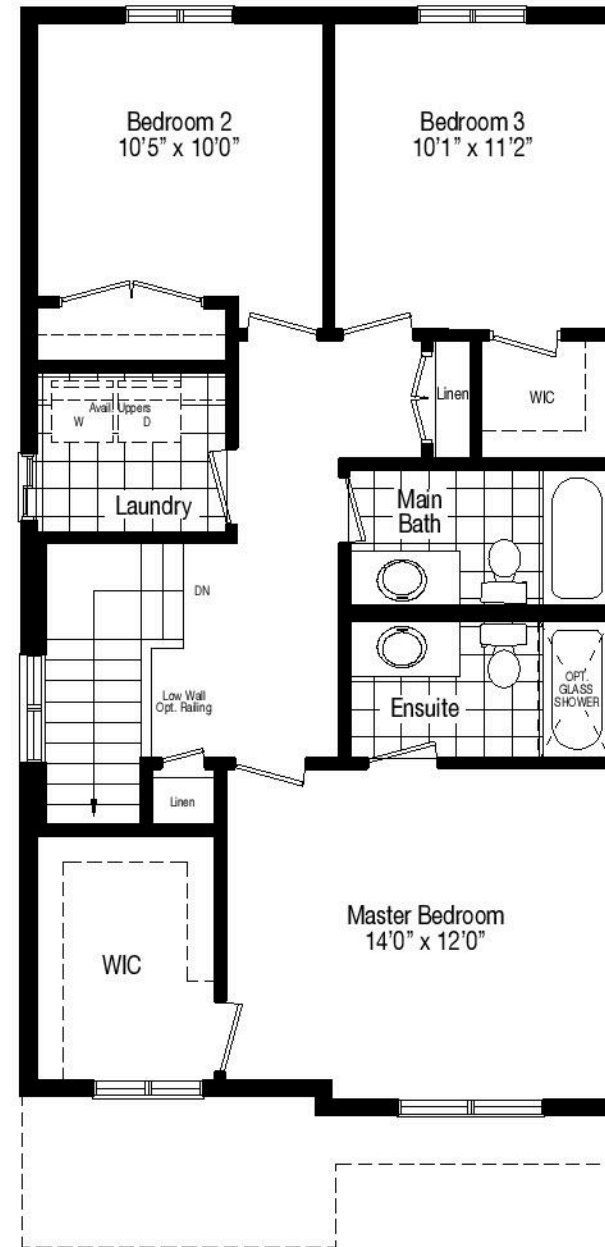 Bedroom 2
10'5” x 10'0”
Bedroom 3
10'1” x 11'2”
Avail. Uppers
W
D
Laundry
Linen
WIC
Main
Bath
DN
Low Wall
Opt. Railing
Ensuite
OPT.
GLASS
SHOWER
Linen
WIC
Master Bedroom
14'0” x 12'0”